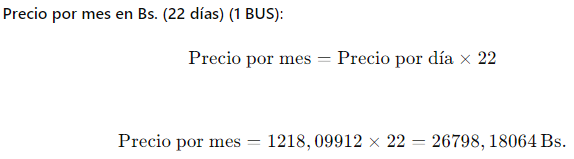 Precio por mes en Bs. (22 días) (1 BUS):
Precio por mes = Precio por día × 22
Precio por mes = 1218, 09912 × 22 = 26798, 18064 Bs.